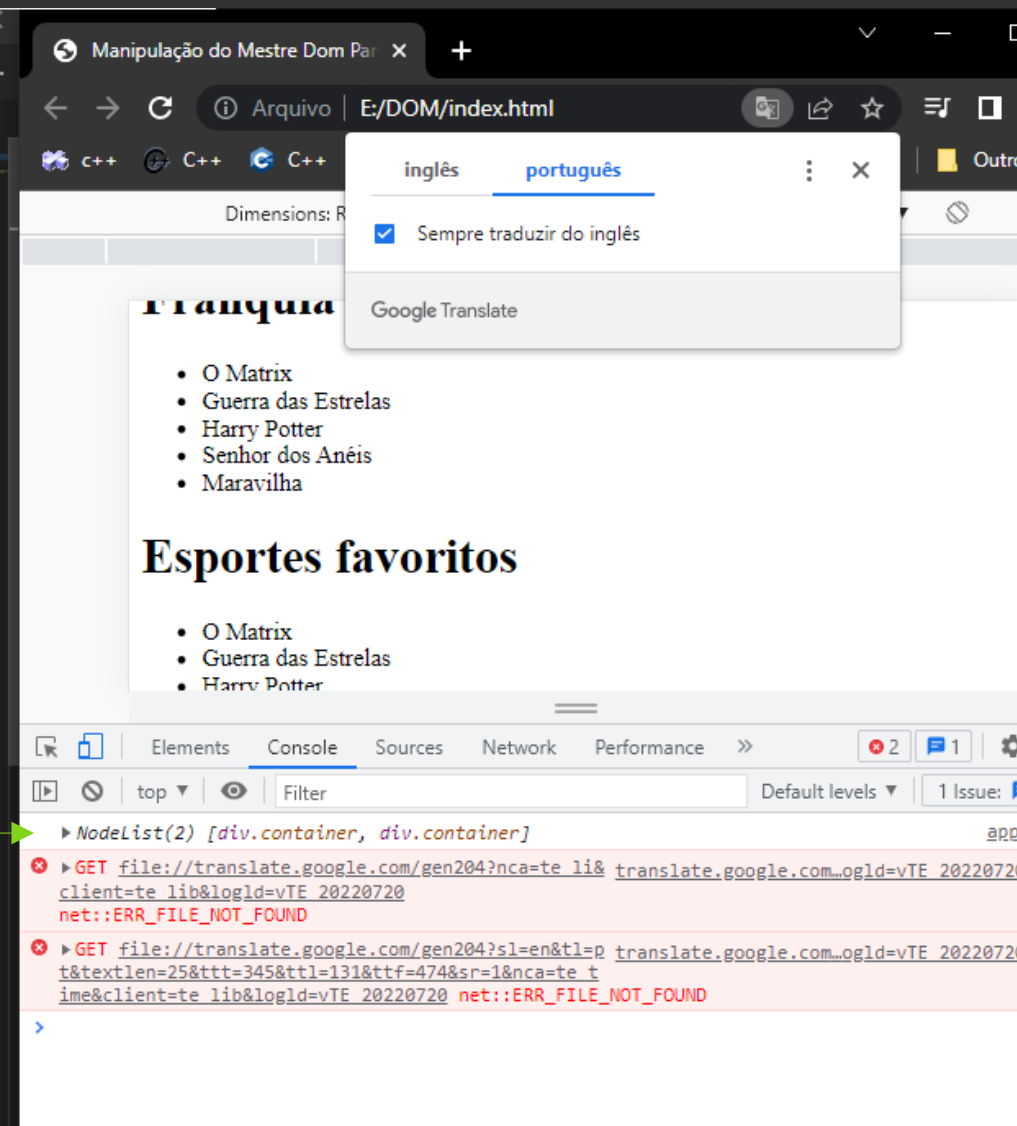 Manipulação do Mestre Dom Par
Arquivo E:/DOM/index.html
c++ C++ C++ Outro
inglês português
Sempre traduzir do inglês
Google Translate
Dimensions: R
Franquia
• O Matrix
• Guerra das Estrelas
• Harry Potter
• Senhor dos Anéis
• Maravilha
Esportes favoritos
• O Matrix
• Guerra das Estrelas
• Harry Potter
Elements Console Sources Network Performance » 2 1
top ▼ Filter Default levels ▼ 1 Issue:
▶NodeList(2) [div.container, div.container] app
▶GET file://translate.google.com/gen204?nca=te_li& translate.google.com…ogld=vTE_20220720
client=te_lib&logld=vTE_20220720
net::ERR_FILE_NOT_FOUND
▶GET file://translate.google.com/gen204?sl=en&tl=p translate.google.com…ogld=vTE_20220720
t&textlen=25&ttt=345&ttl=131&ttf=474&sr=1&nca=te_t
ime&client=te_lib&logld=vTE_20220720 net::ERR_FILE_NOT_FOUND
>